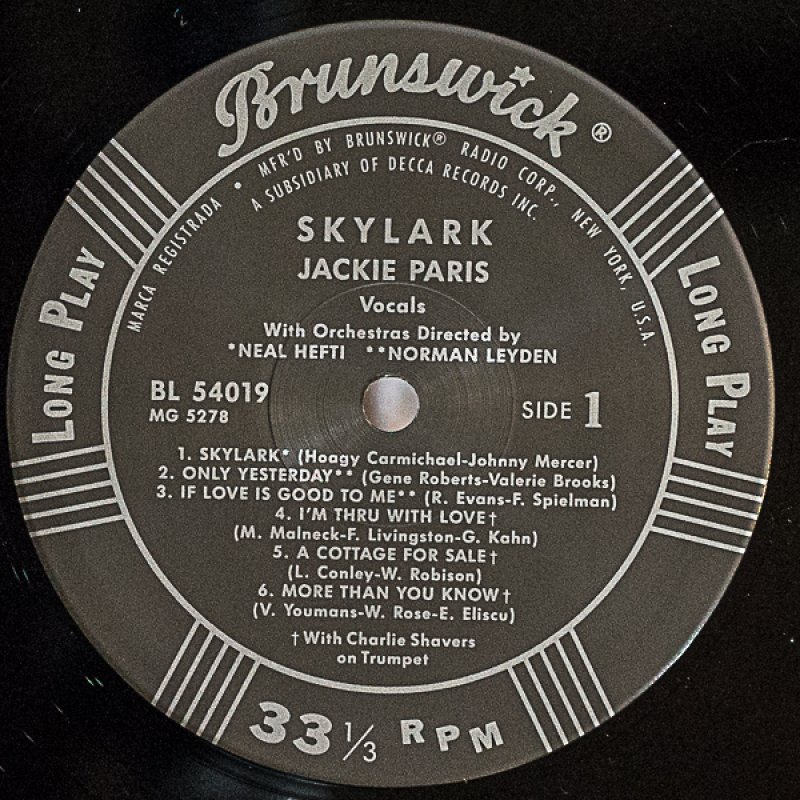 Brunswick®
MARCA REGISTRADA • MFR'D BY BRUNSWICK® RADIO CORP., NEW YORK, U.S.A.
A SUBSIDIARY OF DECCA RECORDS INC.
SKYLARK
JACKIE PARIS
Vocals
With Orchestras Directed by
*NEAL HEFTI **NORMAN LEYDEN
LONG PLAY
LONG PLAY
BL 54019
MG 5278
SIDE 1
1. SKYLARK* (Hoagy Carmichael-Johnny Mercer)
2. ONLY YESTERDAY** (Gene Roberts-Valerie Brooks)
3. IF LOVE IS GOOD TO ME** (R. Evans-F. Spielman)
4. I'M THRU WITH LOVE†
(M. Malneck-F. Livingston-G. Kahn)
5. A COTTAGE FOR SALE†
(L. Conley-W. Robison)
6. MORE THAN YOU KNOW†
(V. Youmans-W. Rose-E. Eliscu)
†With Charlie Shavers
on Trumpet
33 1/3 RPM